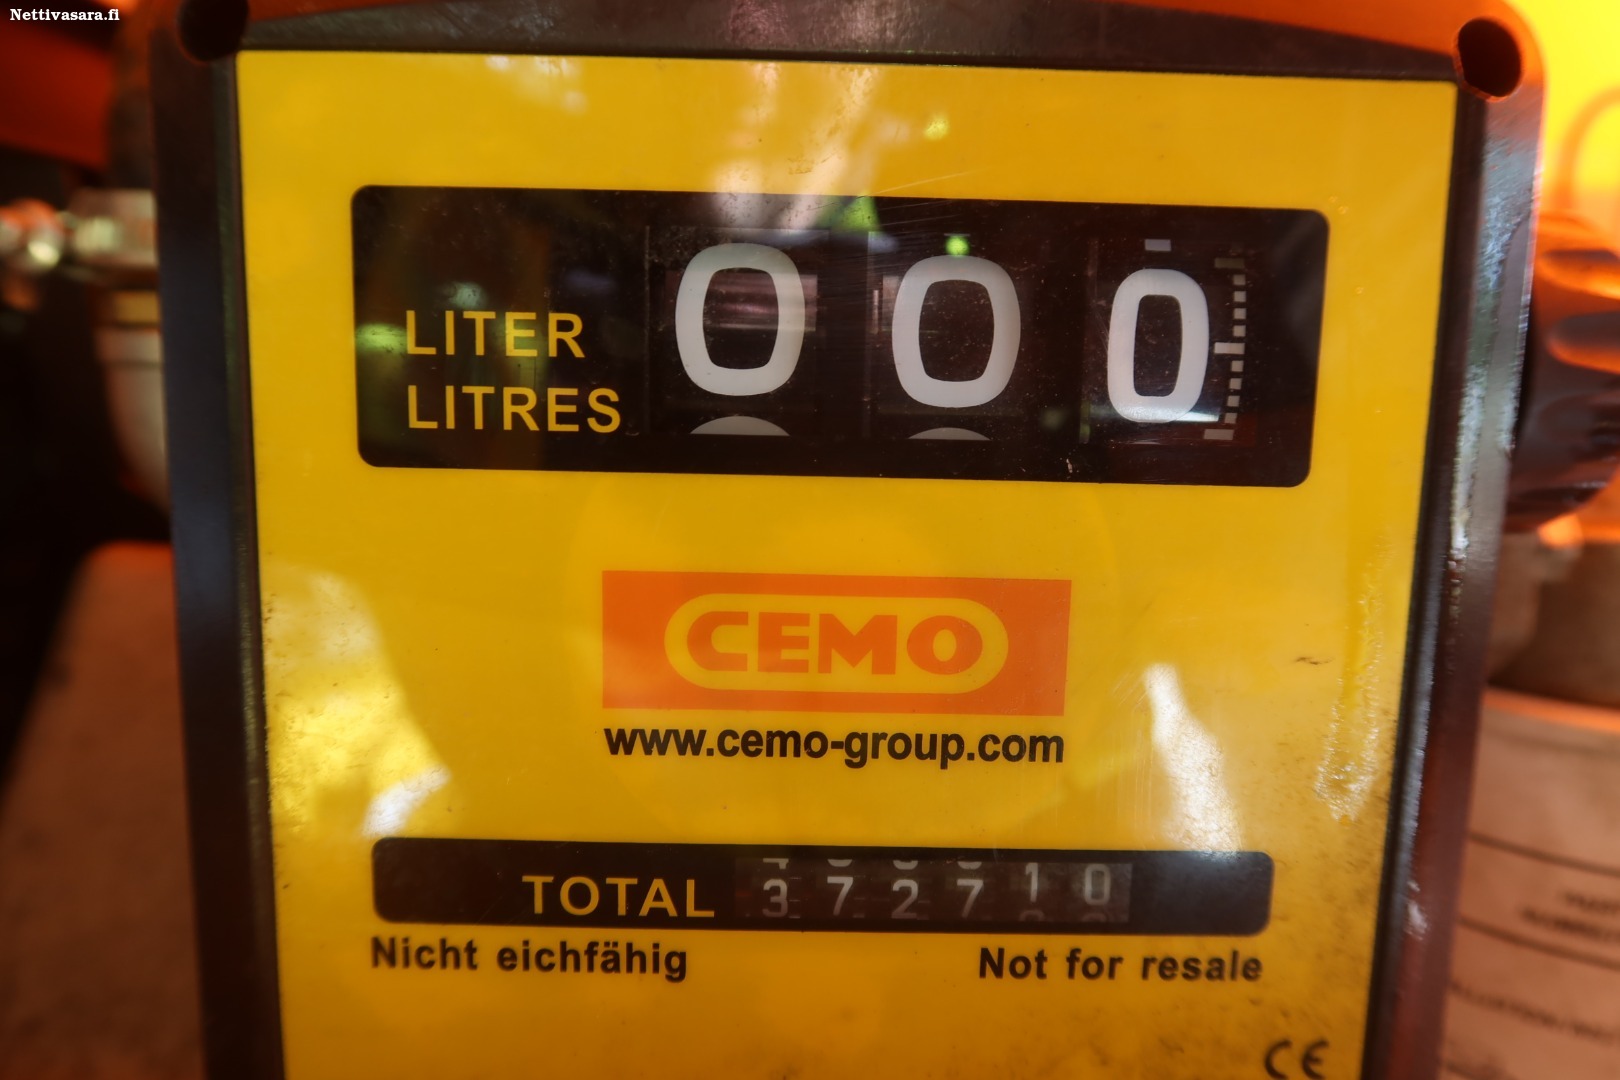 Nettivasara.fi
LITER
LITRES
000
CEMO
www.cemo-group.com
TOTAL 372710
Nicht eichfähig
Not for resale
CE